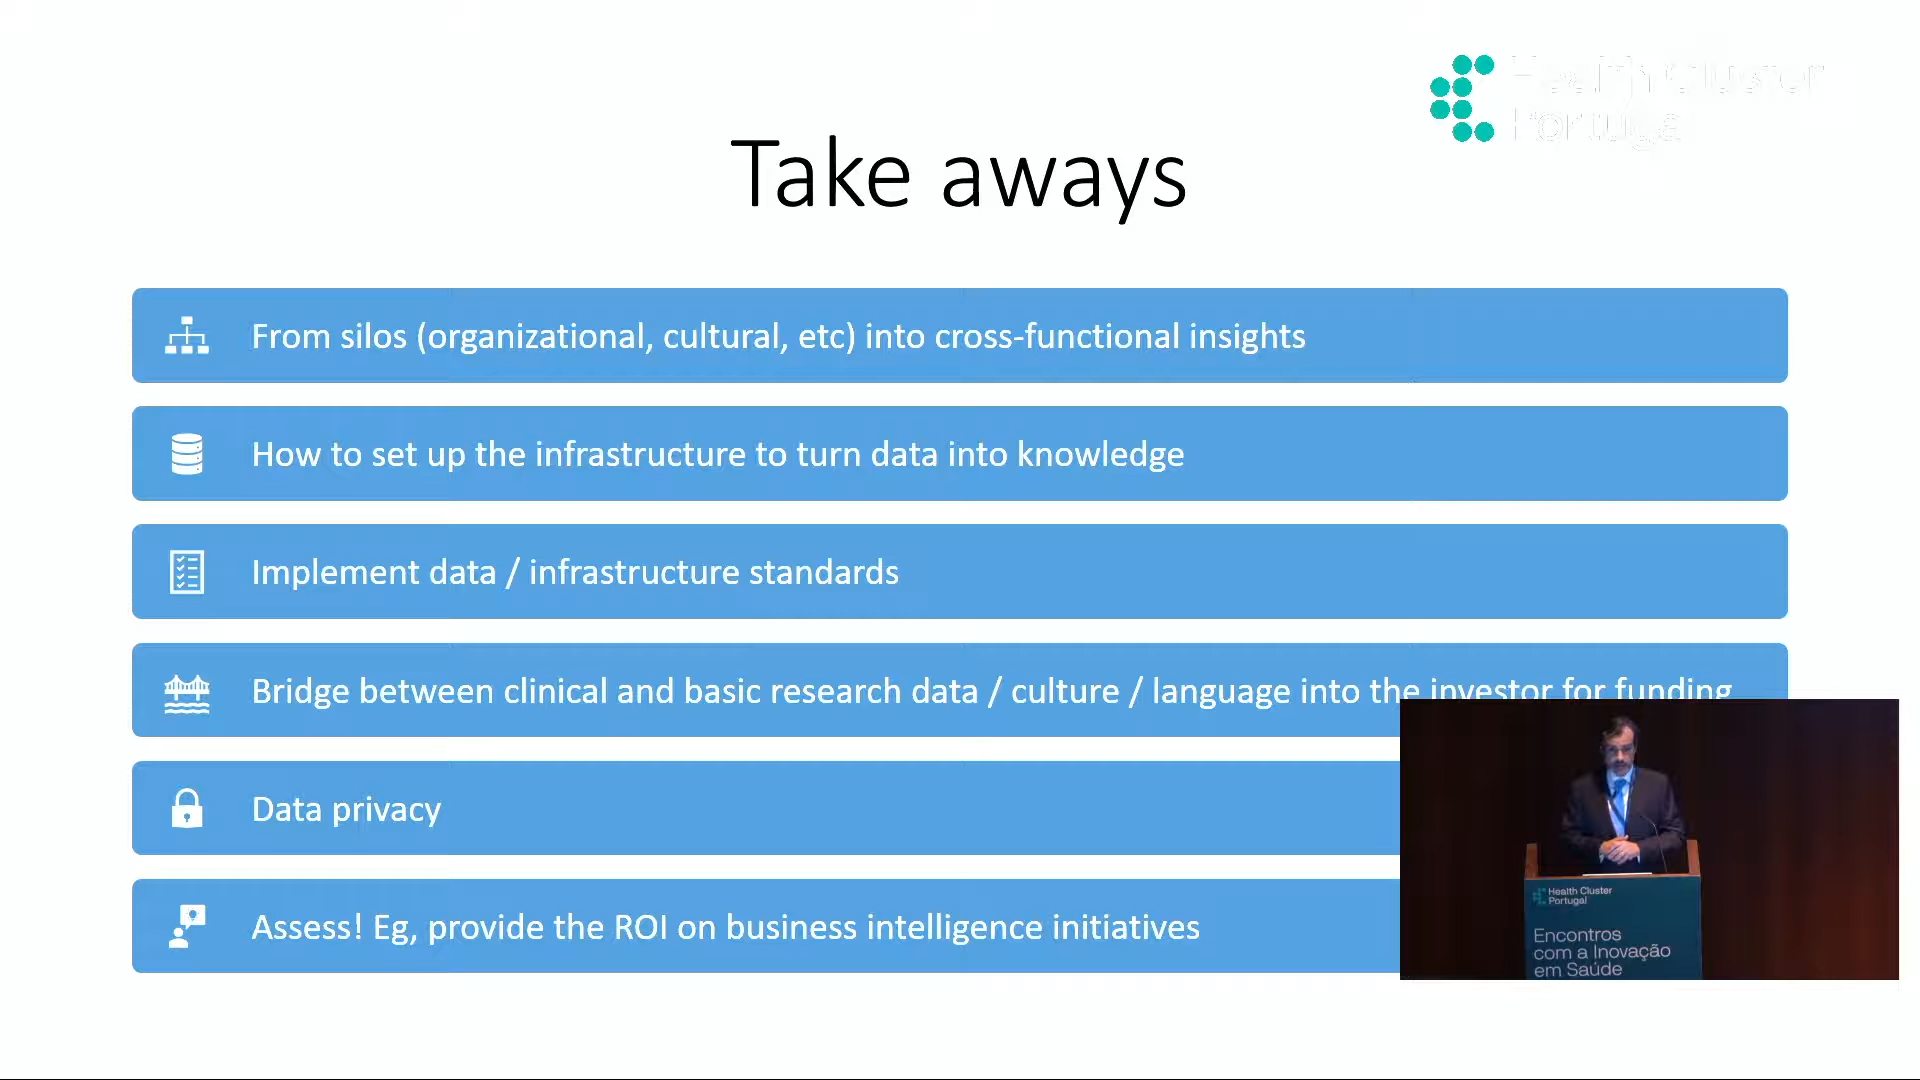 Health Cluster
Portugal
Take aways
From silos (organizational, cultural, etc) into cross-functional insights
How to set up the infrastructure to turn data into knowledge
Implement data / infrastructure standards
Bridge between clinical and basic research data / culture / language into the investor for funding
Data privacy
Assess! Eg, provide the ROI on business intelligence initiatives
Health Cluster
Portugal
Encontros
com a Inovação
em Saúde